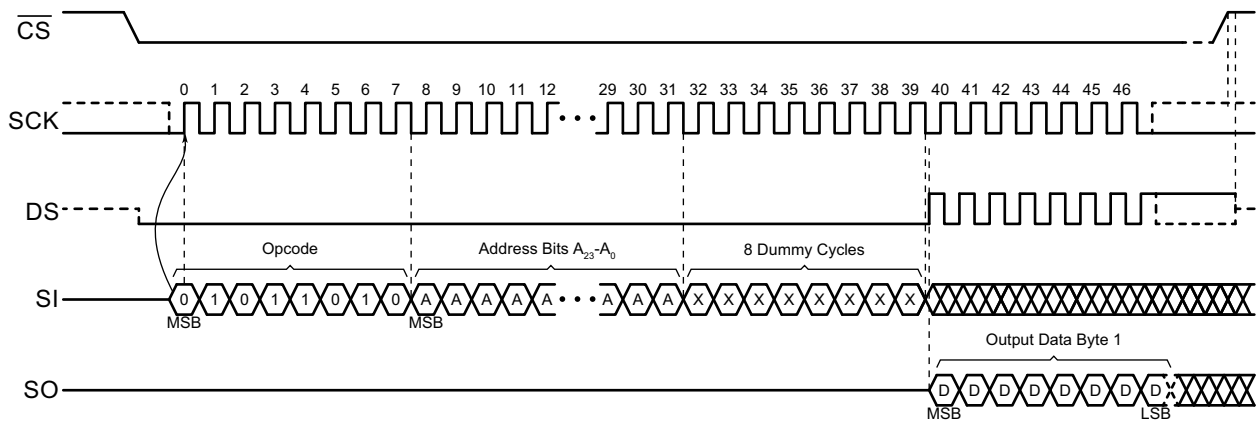 CS
0 1 2 3 4 5 6 7 8 9 10 11 12 29 30 31 32 33 34 35 36 37 38 39 40 41 42 43 44 45 46
SCK
DS
Opcode Address Bits A23-A0 8 Dummy Cycles
SI 0 1 0 1 1 0 1 0 A A A A A A A A X X X X X X X X
MSB MSB
Output Data Byte 1
SO D D D D D D D D
MSB LSB